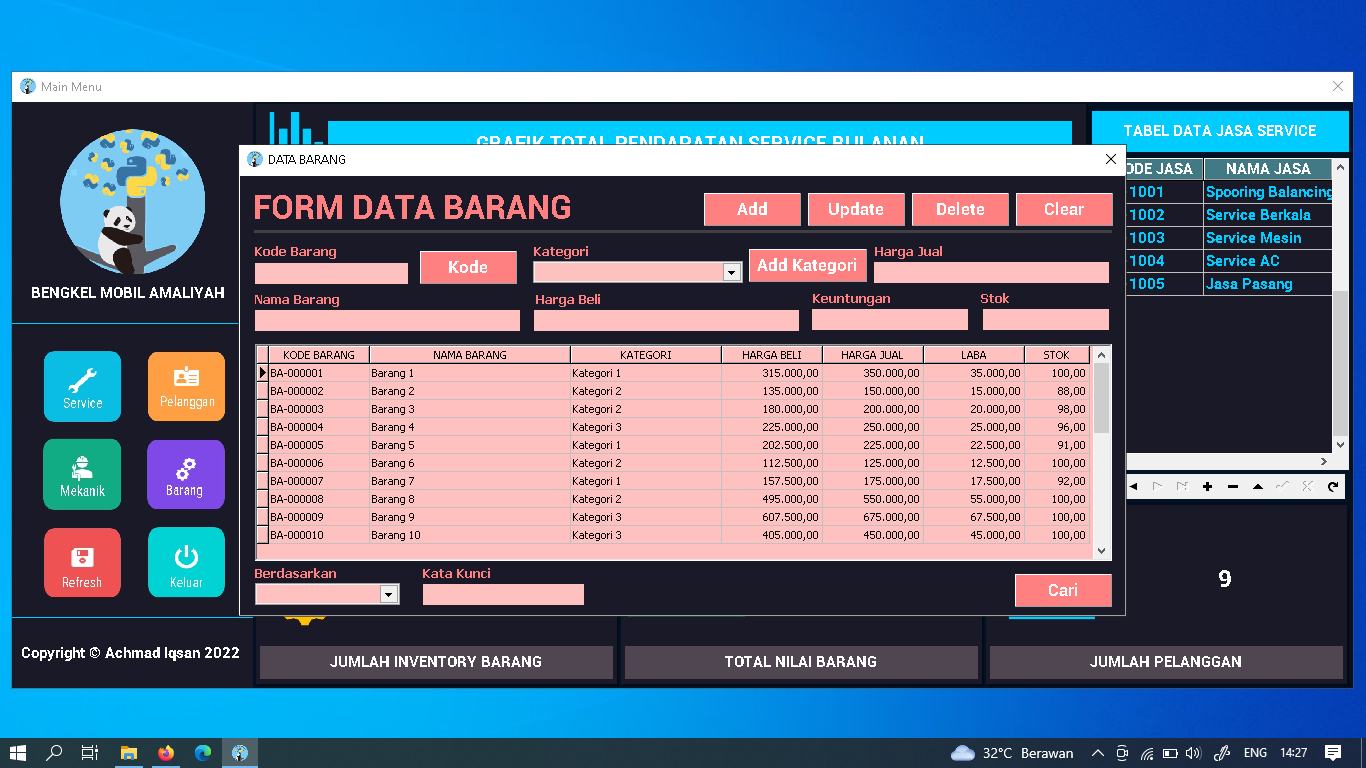 Main Menu
BENGKEL MOBIL AMALIYAH
Service
Pelanggan
Mekanik
Barang
Refresh
Keluar
Copyright © Achmad Iqsan 2022
GRAFIK TOTAL PENDAPATAN SERVICE BULANAN
DATA BARANG
FORM DATA BARANG
Add Update Delete Clear
Kode Barang Kode Kategori Add Kategori Harga Jual
Nama Barang Harga Beli Keuntungan Stok
KODE BARANG NAMA BARANG KATEGORI HARGA BELI HARGA JUAL LABA STOK
BA-000001 Barang 1 Kategori 1 315.000,00 350.000,00 35.000,00 100,00
BA-000002 Barang 2 Kategori 2 135.000,00 150.000,00 15.000,00 88,00
BA-000003 Barang 3 Kategori 2 180.000,00 200.000,00 20.000,00 98,00
BA-000004 Barang 4 Kategori 3 225.000,00 250.000,00 25.000,00 96,00
BA-000005 Barang 5 Kategori 1 202.500,00 225.000,00 22.500,00 91,00
BA-000006 Barang 6 Kategori 2 112.500,00 125.000,00 12.500,00 100,00
BA-000007 Barang 7 Kategori 1 157.500,00 175.000,00 17.500,00 92,00
BA-000008 Barang 8 Kategori 2 495.000,00 550.000,00 55.000,00 100,00
BA-000009 Barang 9 Kategori 3 607.500,00 675.000,00 67.500,00 100,00
BA-000010 Barang 10 Kategori 3 405.000,00 450.000,00 45.000,00 100,00
Berdasarkan Kata Kunci Cari
TABEL DATA JASA SERVICE
ODE JASA NAMA JASA
1001 Spooring Balancing
1002 Service Berkala
1003 Service Mesin
1004 Service AC
1005 Jasa Pasang
9
JUMLAH INVENTORY BARANG
TOTAL NILAI BARANG
JUMLAH PELANGGAN
32°C Berawan ENG 14:27